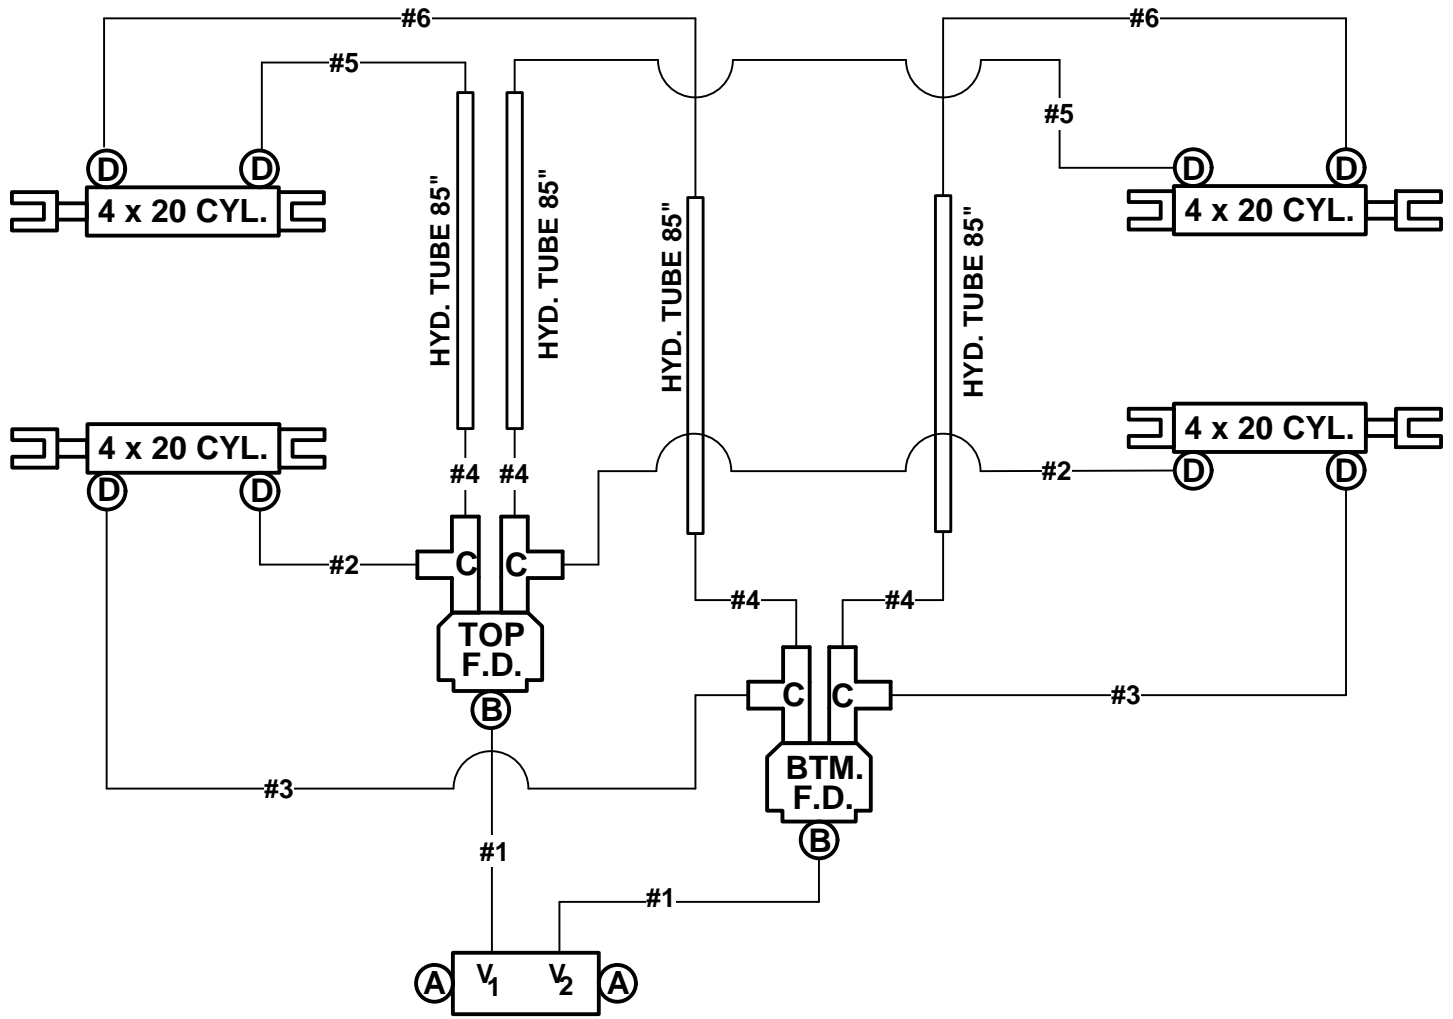 #6
#6
#5
#5
D
D
D
D
4 x 20 CYL.
4 x 20 CYL.
HYD. TUBE 85"
HYD. TUBE 85"
HYD. TUBE 85"
HYD. TUBE 85"
4 x 20 CYL.
4 x 20 CYL.
D
D
D
D
#4
#4
#2
#2
C
C
#4
#4
TOP
F.D.
B
C
C
#3
BTM.
F.D.
B
#3
#1
#1
A
V1
V2
A